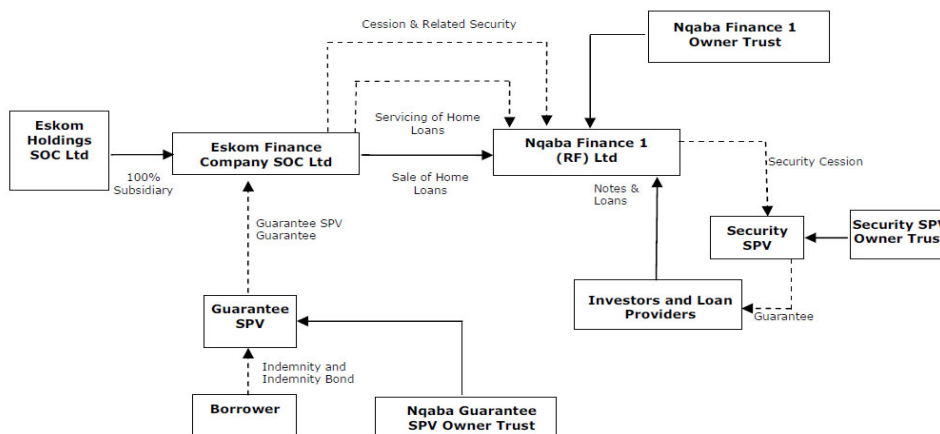 Cession & Related Security
Nqaba Finance 1
Owner Trust
Eskom
Holdings
SOC Ltd
100%
Subsidiary
Eskom Finance
Company SOC Ltd
Servicing of Home
Loans
Sale of Home
Loans
Nqaba Finance 1
(RF) Ltd
Security Cession
Notes &
Loans
Guarantee SPV
Guarantee
Security
SPV
Security SPV
Owner Trust
Guarantee
SPV
Investors and Loan
Providers
Guarantee
Indemnity and
Indemnity Bond
Borrower
Nqaba Guarantee
SPV Owner Trust